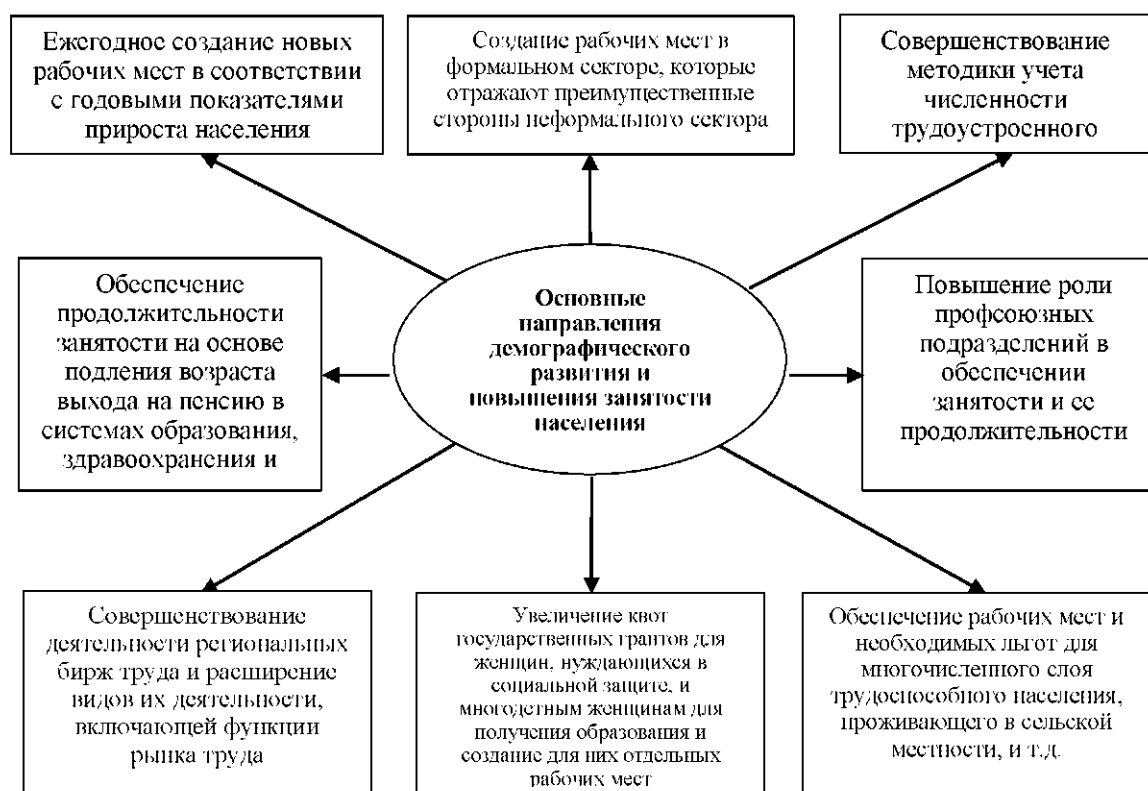 Ежегодное создание новых
рабочих мест в соответствии
с годовыми показателями
прироста населения
Создание рабочих мест в
формальном секторе, которые
отражают преимущественные
стороны неформального сектора
Совершенствование
методики учета
численности
трудоустроенного
Обеспечение
продолжительности
занятости на основе
подления возраста
выхода на пенсию в
системах образования,
здравоохранения и
Основные
направления
демографического
развития и
повышения занятости
населения
Повышение роли
профсоюзных
подразделений в
обеспечении
занятости и ее
продолжительности
Совершенствование
деятельности региональных
бирж труда и расширение
видов их деятельности,
включающей функции
рынка труда
Увеличение квот
государственных грантов для
женщин, нуждающихся в
социальной защите, и
многодетным женщинам для
получения образования и
создание для них отдельных
рабочих мест
Обеспечение рабочих мест и
необходимых льгот для
многочисленного слоя
трудоспособного населения,
проживающего в сельской
местности, и т.д.